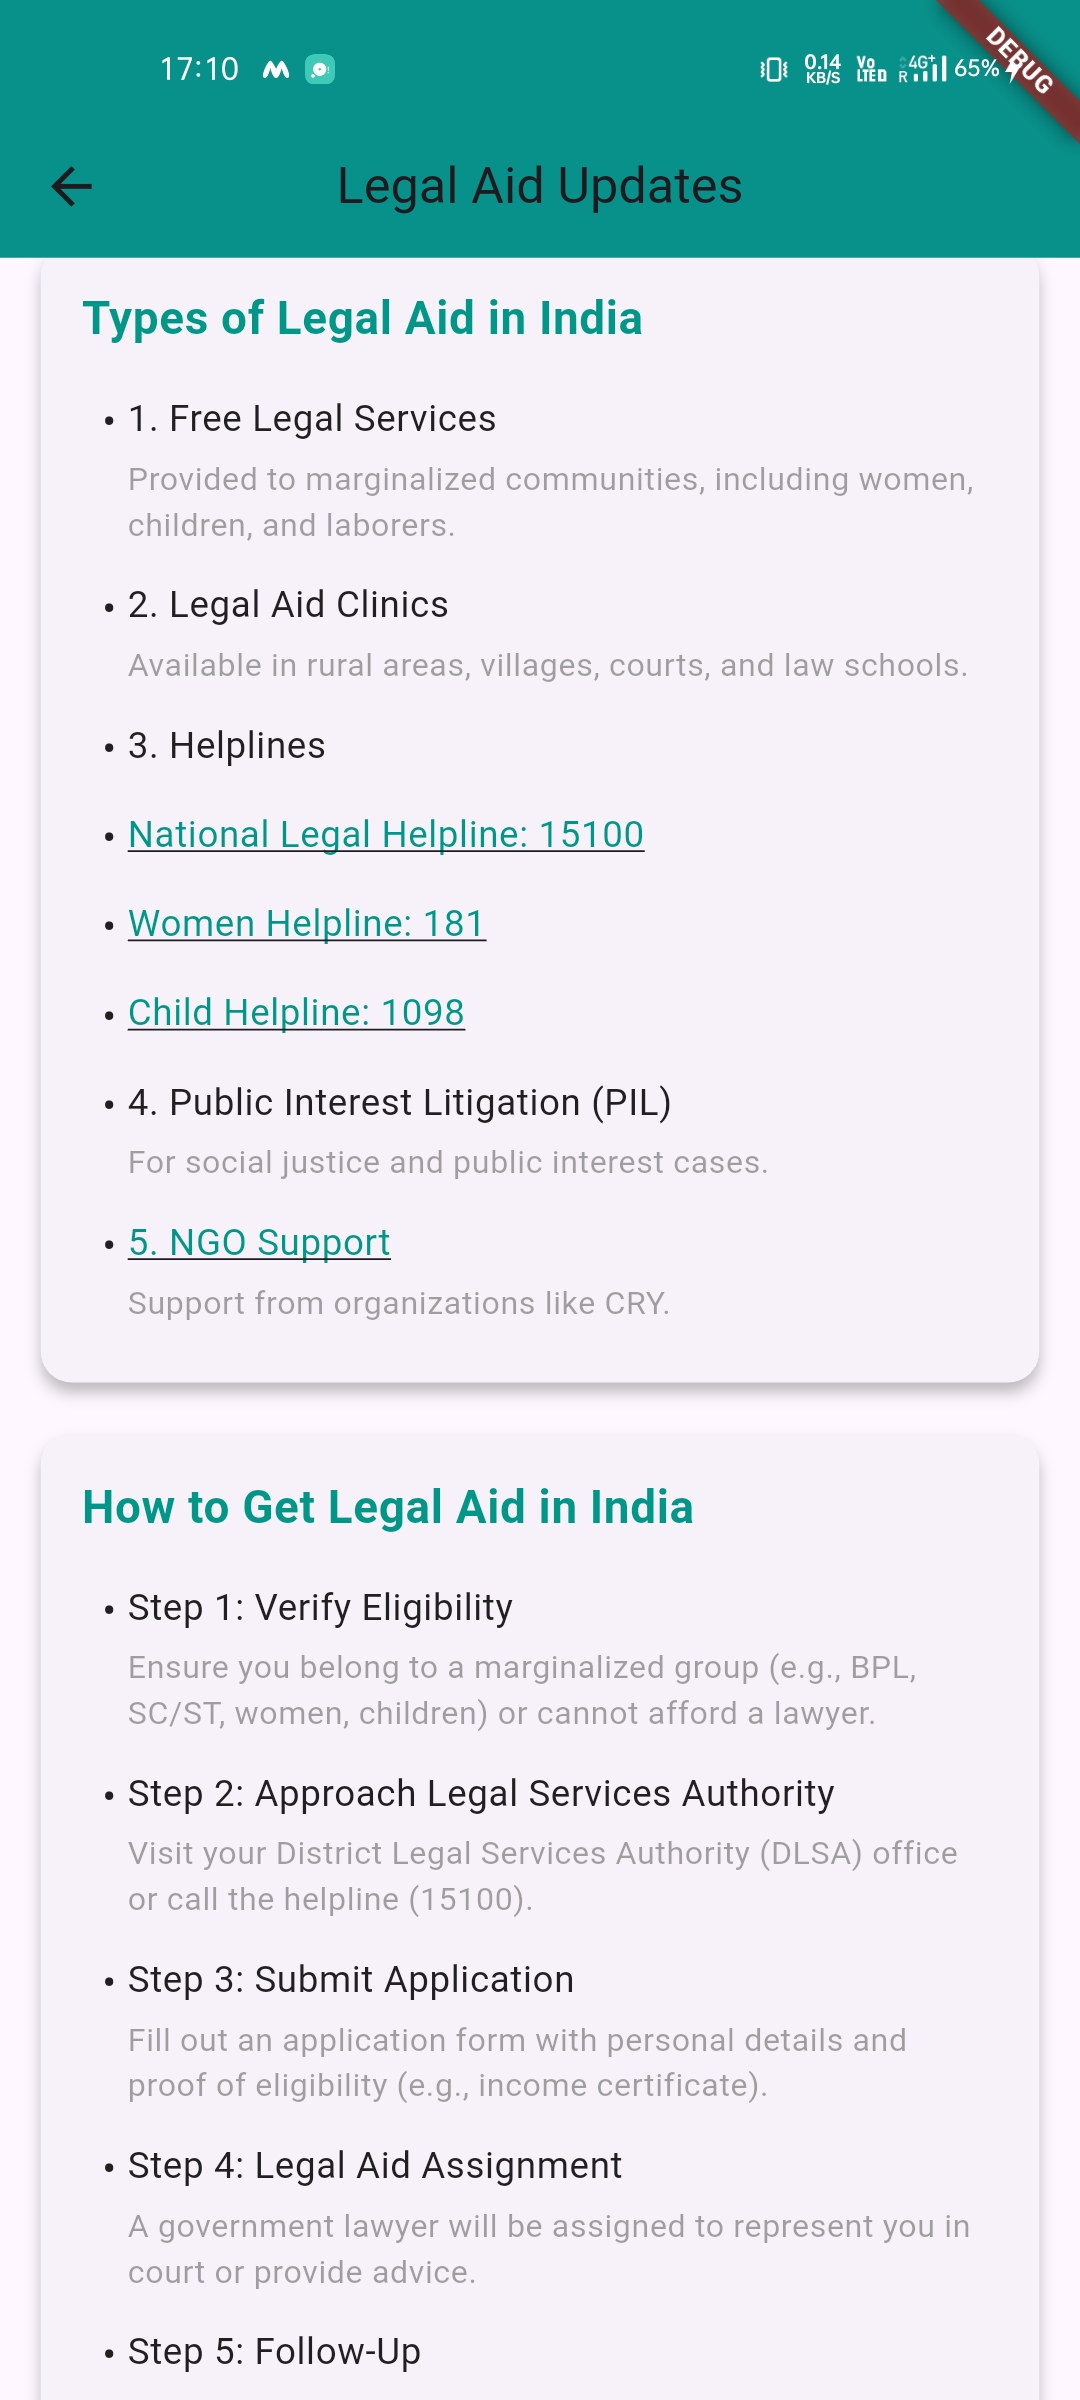 17:10
0.14
KB/S
Vo
LTED
4G+
R
65%
DEBUG
Legal Aid Updates
Types of Legal Aid in India
• 1. Free Legal Services
Provided to marginalized communities, including women,
children, and laborers.
• 2. Legal Aid Clinics
Available in rural areas, villages, courts, and law schools.
• 3. Helplines
• National Legal Helpline: 15100
• Women Helpline: 181
• Child Helpline: 1098
• 4. Public Interest Litigation (PIL)
For social justice and public interest cases.
• 5. NGO Support
Support from organizations like CRY.
How to Get Legal Aid in India
• Step 1: Verify Eligibility
Ensure you belong to a marginalized group (e.g., BPL,
SC/ST, women, children) or cannot afford a lawyer.
• Step 2: Approach Legal Services Authority
Visit your District Legal Services Authority (DLSA) office
or call the helpline (15100).
• Step 3: Submit Application
Fill out an application form with personal details and
proof of eligibility (e.g., income certificate).
• Step 4: Legal Aid Assignment
A government lawyer will be assigned to represent you in
court or provide advice.
• Step 5: Follow-Up